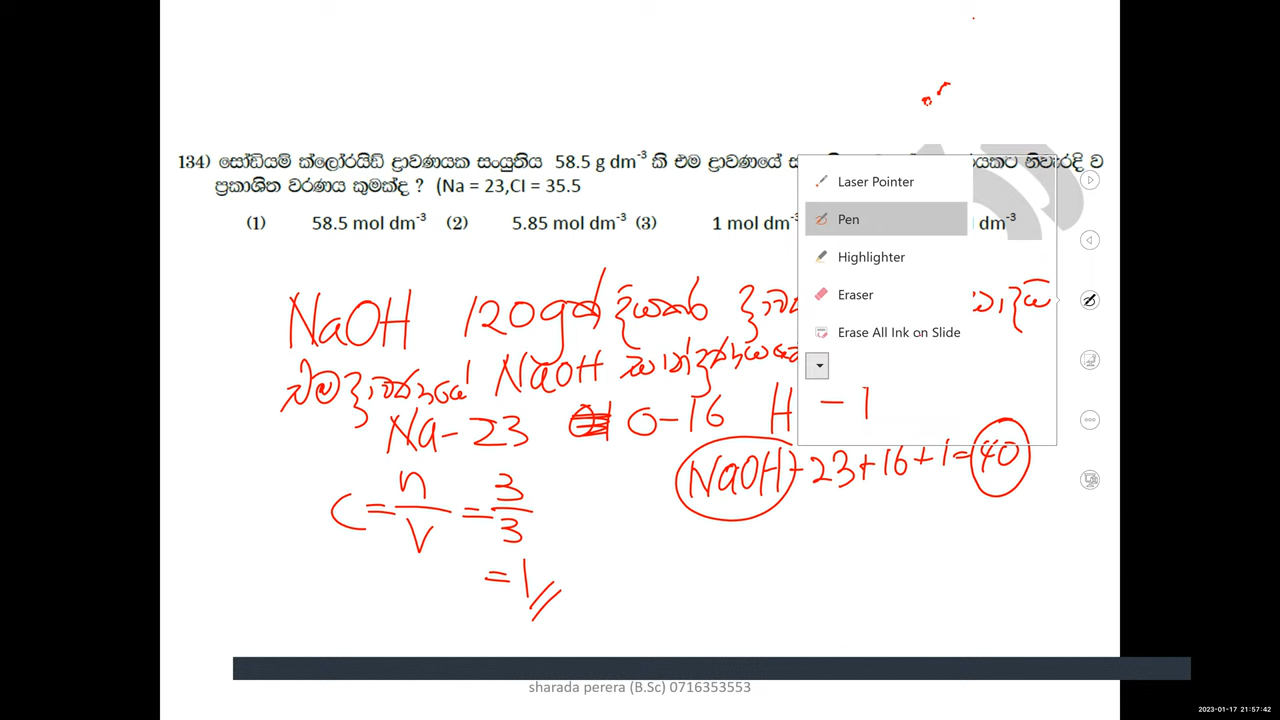 134) සෝඩියම් ක්ලෝරයිඩ් ද්‍රාවණයක සංයුතිය 58.5 g dm⁻³ කි එම ද්‍රාවණයේ නිවැරදි ව
ප්‍රකාශිත වරණය කුමක්ද ? (Na = 23,Cl = 35.5
(1) 58.5 mol dm⁻³ (2) 5.85 mol dm⁻³ (3) 1 mol dm⁻³
Laser Pointer
Pen
Highlighter
Eraser
Erase All Ink on Slide
NaOH 120g
NaOH
Na - 23 O - 16 H - 1
NaOH - 23 + 16 + 1 = 40
C = n/V = 3/3
= 1
sharada perera (B.Sc) 0716353553
2023-01-17 21:57:42